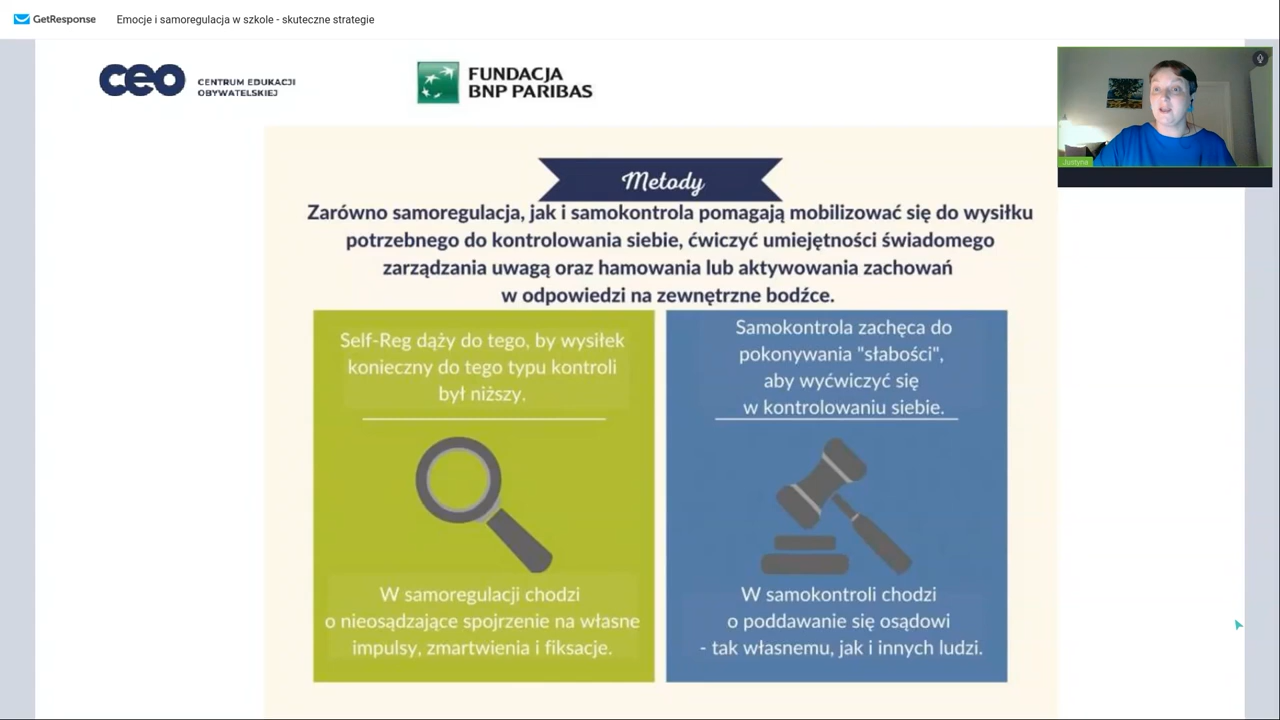 GetResponse
Emocje i samoregulacja w szkole - skuteczne strategie
ceo
CENTRUM EDUKACJI
OBYWATELSKIEJ
FUNDACJA
BNP PARIBAS
Justyna
Metody
Zarówno samoregulacja, jak i samokontrola pomagają mobilizować się do wysiłku
potrzebnego do kontrolowania siebie, ćwiczyć umiejętności świadomego
zarządzania uwagą oraz hamowania lub aktywowania zachowań
w odpowiedzi na zewnętrzne bodźce.
Self-Reg dąży do tego, by wysiłek
konieczny do tego typu kontroli
był niższy.
W samoregulacji chodzi
o nieosądzające spojrzenie na własne
impulsy, zmartwienia i fiksacje.
Samokontrola zachęca do
pokonywania "słabości",
aby wyćwiczyć się
w kontrolowaniu siebie.
W samokontroli chodzi
o poddawanie się osądowi
- tak własnemu, jak i innych ludzi.